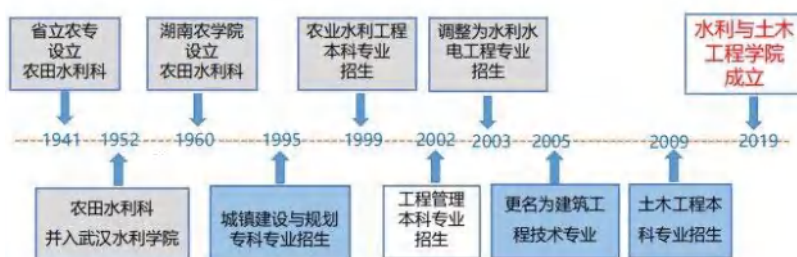 省立农专
设立
农田水利科
湖南农学院
设立
农田水利科
农业水利工程
本科专业
招生
调整为水利水
电工程专业
招生
水利与土木
工程学院
成立
1941 1952 1960 1995 1999 2002 2003 2005 2009 2019
农田水利科
并入武汉水利学院
城镇建设与规划
专科专业招生
工程管理
本科专业
招生
更名为建筑工
程技术专业
土木工程本
科专业招生